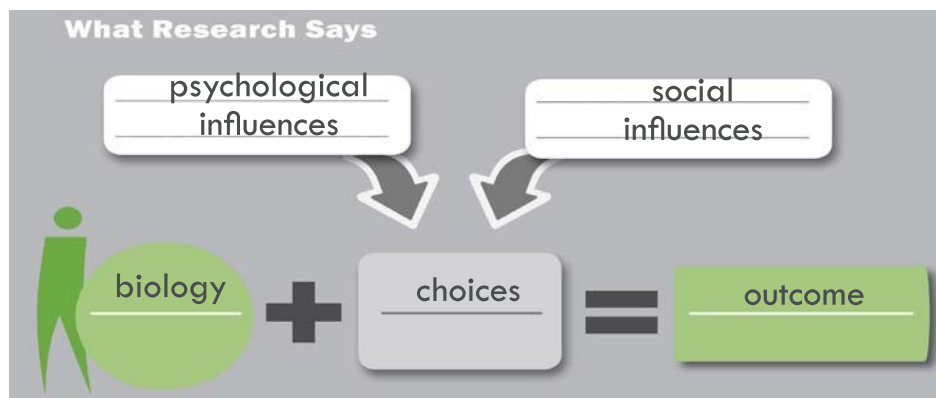 What Research Says
psychological
influences
social
influences
biology
choices
outcome